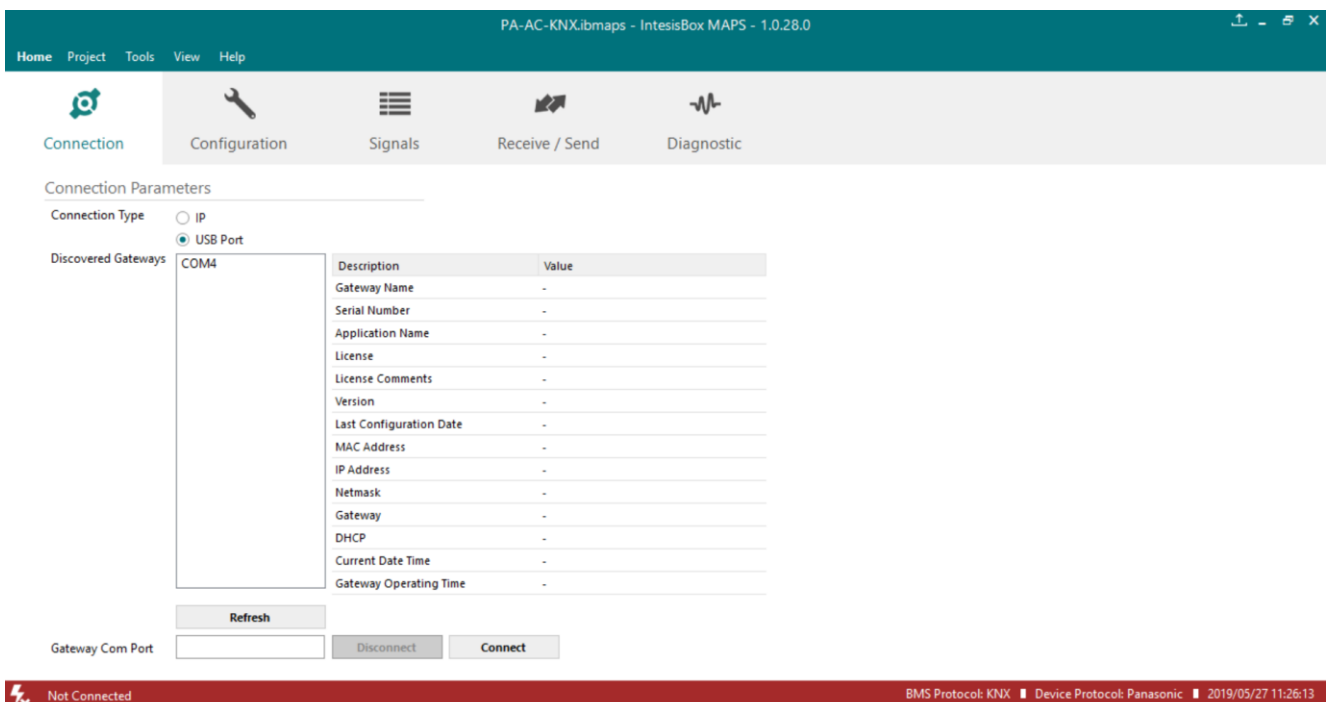 PA-AC-KNX.ibmaps - IntesisBox MAPS - 1.0.28.0
Home Project Tools View Help
Connection Configuration Signals Receive / Send Diagnostic
Connection Parameters
Connection Type IP
USB Port
Discovered Gateways COM4 Description Value
Gateway Name -
Serial Number -
Application Name -
License -
License Comments -
Version -
Last Configuration Date -
MAC Address -
IP Address -
Netmask -
Gateway -
DHCP -
Current Date Time -
Gateway Operating Time -
Refresh
Gateway Com Port Disconnect Connect
Not Connected BMS Protocol: KNX Device Protocol: Panasonic 2019/05/27 11:26:13